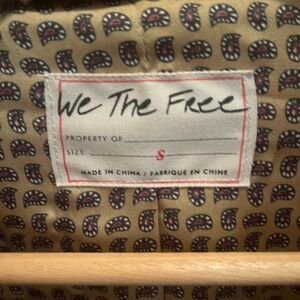 We The Free
PROPERTY OF
SIZE S
MADE IN CHINA / FABRIQUE EN CHINE